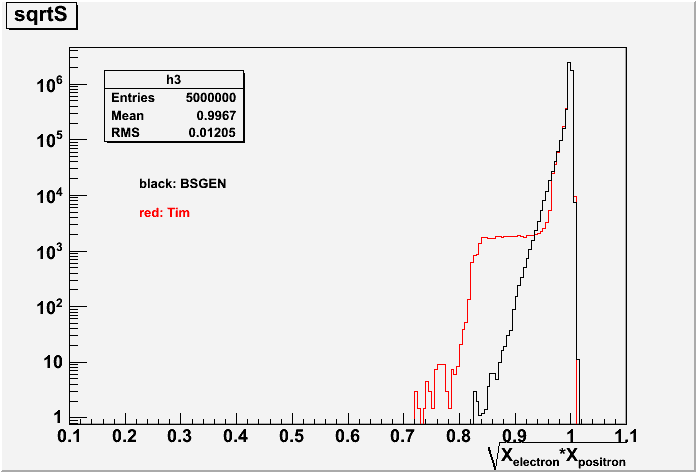 sqrtS
h3
Entries 5000000
Mean 0.9967
RMS 0.01205
black: BSGEN
red: Tim
10^6
10^5
10^4
10^3
10^2
10
1
0.1 0.2 0.3 0.4 0.5 0.6 0.7 0.8 0.9 1 1.1
√X_electron*X_positron